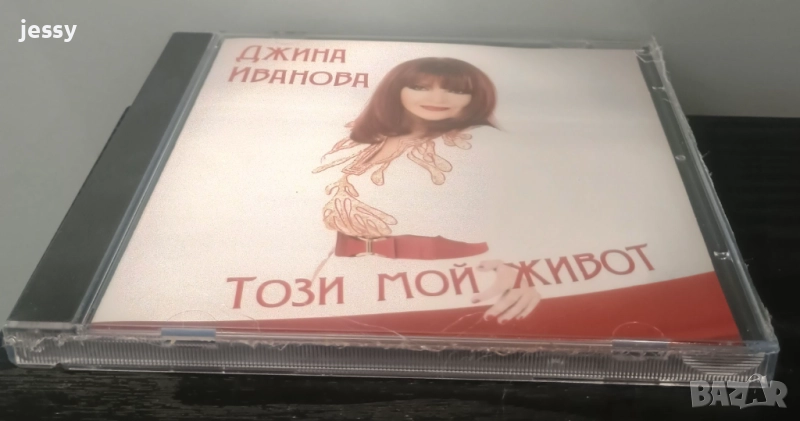 jessy
ДЖИНА
ИВАНОВА
ТОЗИ МОЙ ЖИВОТ
BAZAR